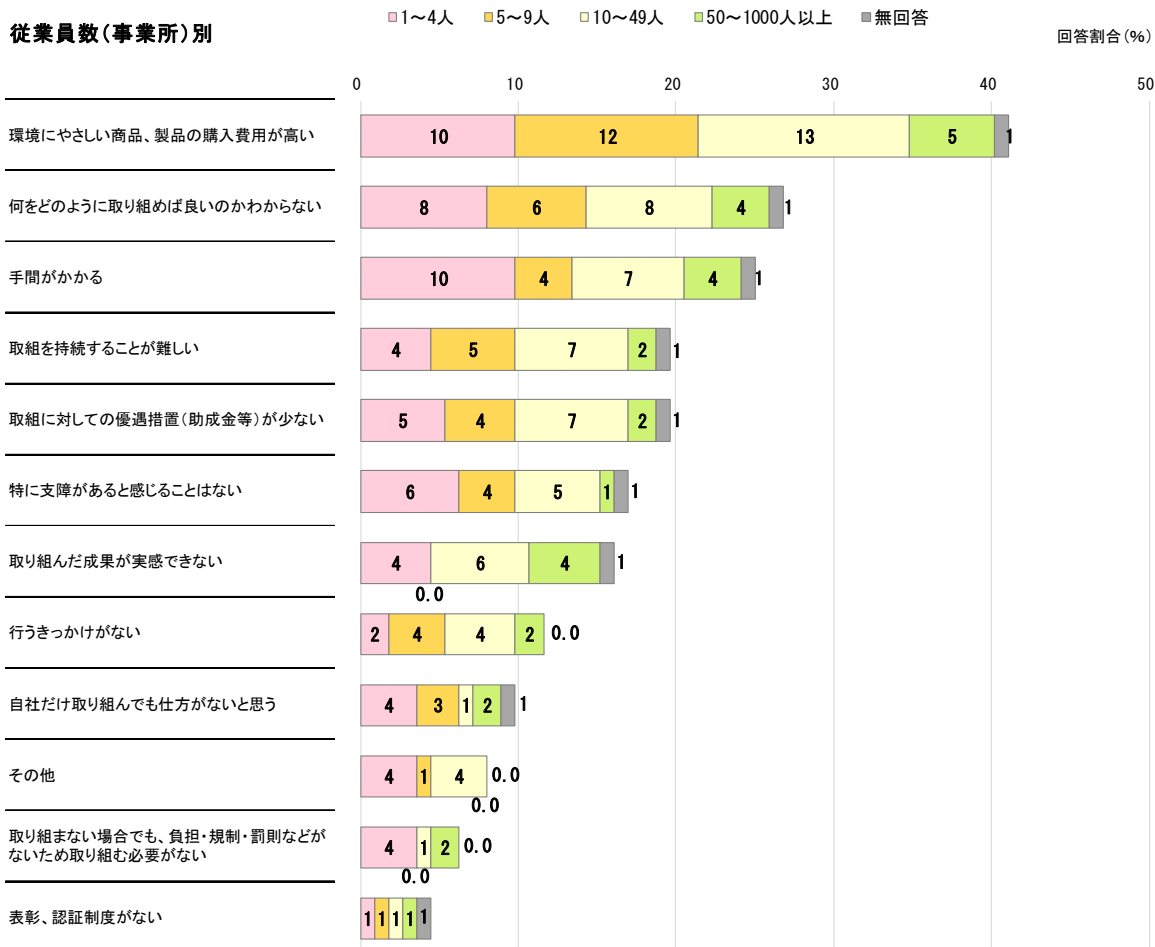 従業員数(事業所)別
1～4人 5～9人 10～49人 50～1000人以上 無回答
回答割合(%)
0 10 20 30 40 50
環境にやさしい商品、製品の購入費用が高い 10 12 13 5 1
何をどのように取り組めば良いのかわからない 8 6 8 4 1
手間がかかる 10 4 7 4 1
取組を持続することが難しい 4 5 7 2 1
取組に対しての優遇措置(助成金等)が少ない 5 4 7 2 1
特に支障があると感じることはない 6 4 5 1 1
取り組んだ成果が実感できない 4 6 4 1
0.0
行うきっかけがない 2 4 4 2 0.0
自社だけ取り組んでも仕方がないと思う 4 3 1 2 1
その他 4 1 4 0.0
0.0
取り組まない場合でも、負担・規制・罰則などが
ないため取り組む必要がない 4 1 2 0.0
0.0
表彰、認証制度がない 1 1 1 1 1